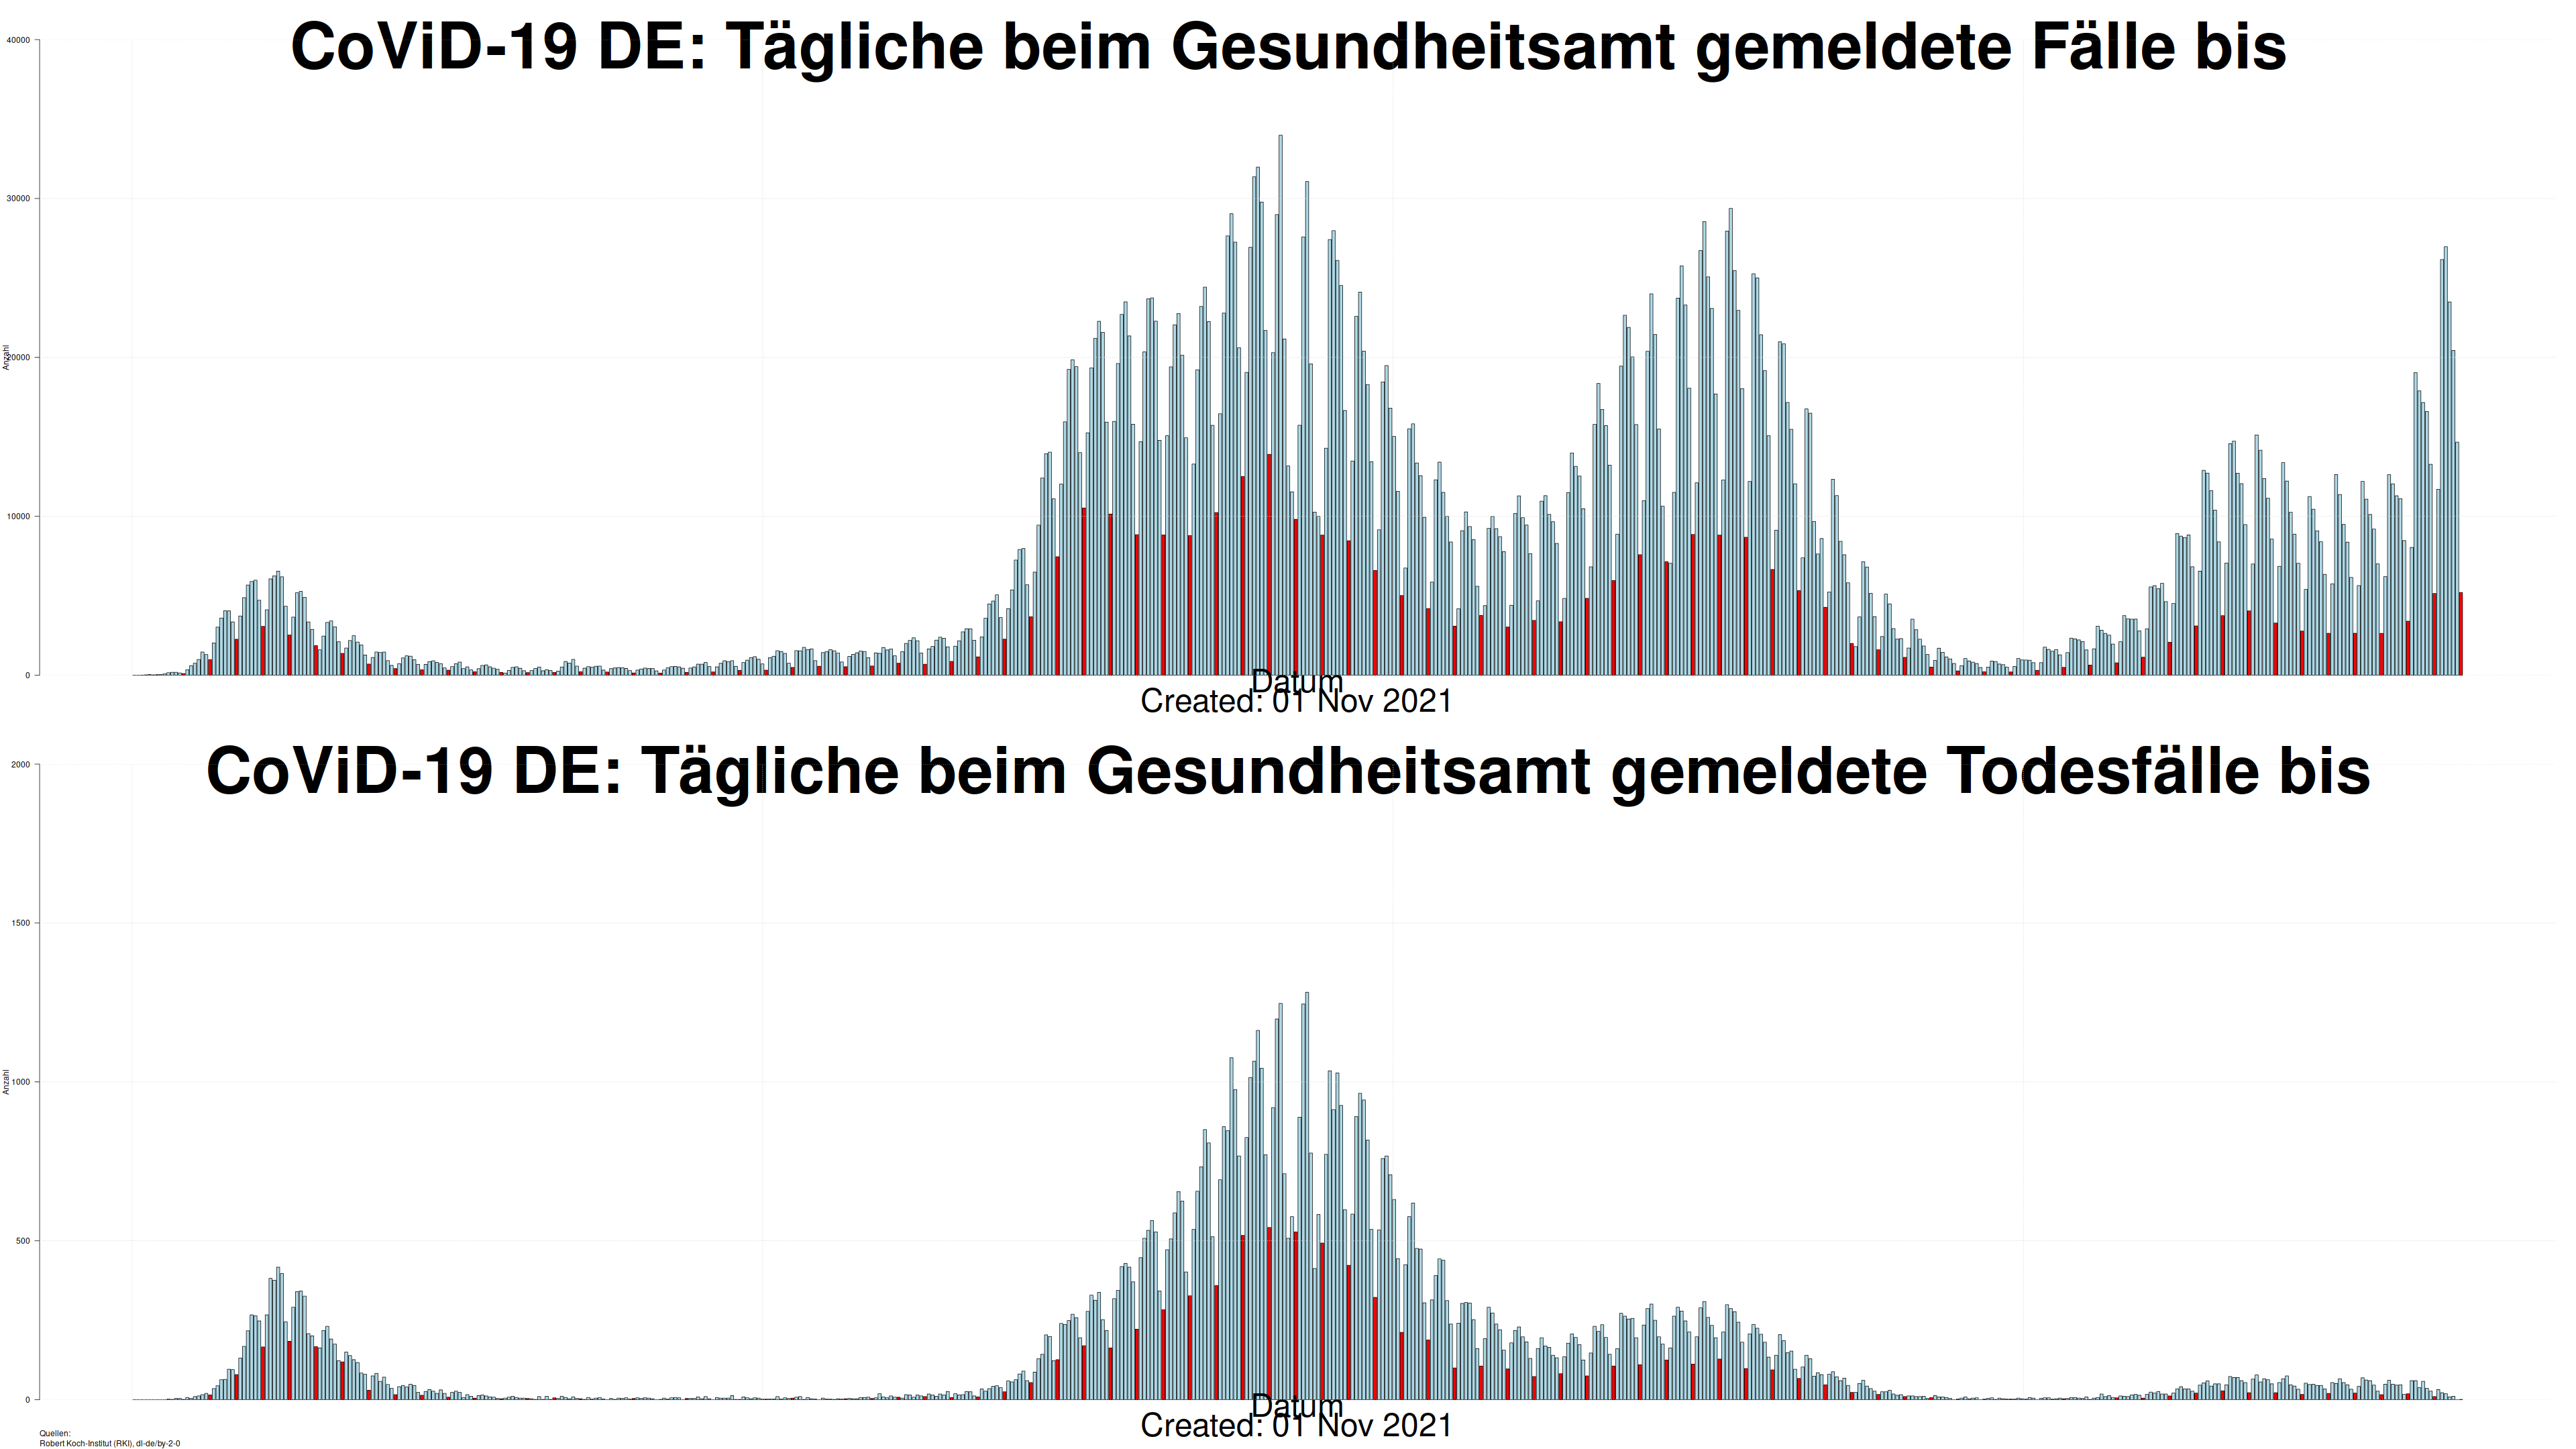 CoViD-19 DE: Tägliche beim Gesundheitsamt gemeldete Fälle bis
40000
30000
20000
10000
0
Anzahl
Datum
Created: 01 Nov 2021
CoViD-19 DE: Tägliche beim Gesundheitsamt gemeldete Todesfälle bis
2000
1500
1000
500
0
Anzahl
Datum
Created: 01 Nov 2021
Quellen:
Robert Koch-Institut (RKI), dl-de/by-2-0